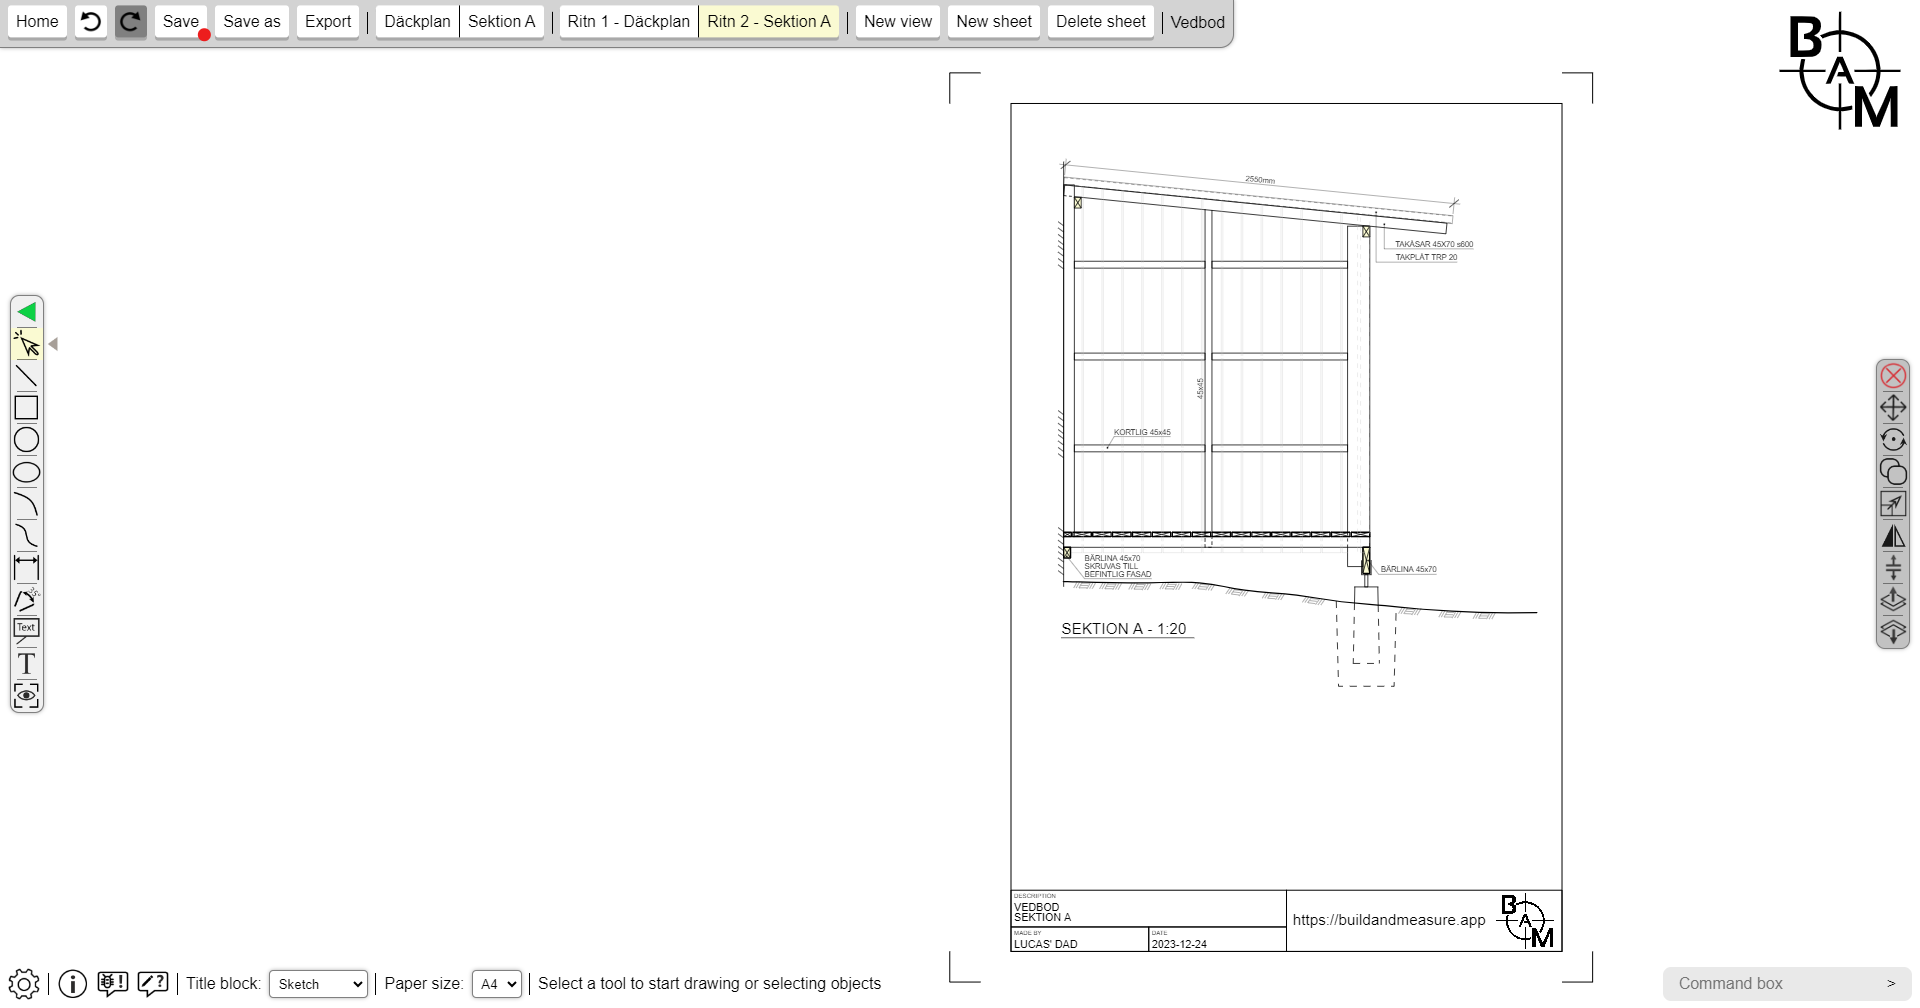 Home Save Save as Export Däckplan Sektion A Ritn 1 - Däckplan Ritn 2 - Sektion A New view New sheet Delete sheet Vedbod
B
A
M
2550mm
TAKÅSAR 45X70 s600
TAKPLÅT TRP 20
45x45
KORTLIG 45x45
BÄRLINA 45x70
SKRUVAS TILL
BEFINTLIG FASAD
BÄRLINA 45x70
SEKTION A - 1:20
35°
Text
T
DESCRIPTION
VEDBOD
SEKTION A
MADE BY
LUCAS' DAD
DATE
2023-12-24
https://buildandmeasure.app
B
A
M
Title block: Sketch Paper size: A4 Select a tool to start drawing or selecting objects
Command box >